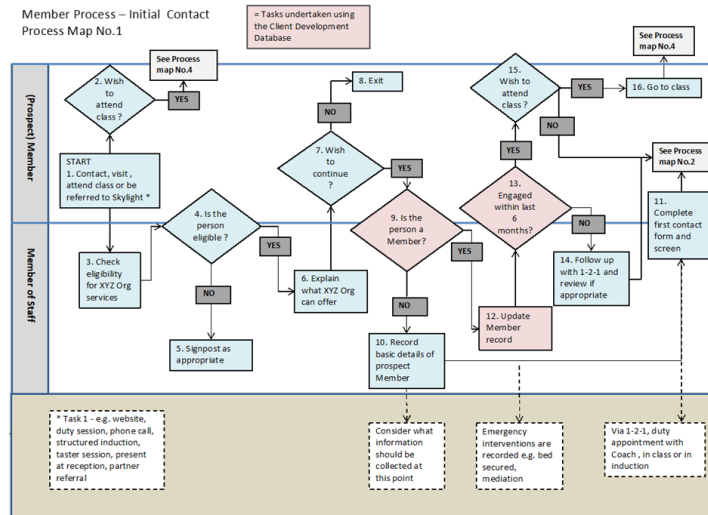 Member Process – Initial Contact
Process Map No.1
= Tasks undertaken using
the Client Development
Database
See Process
map No.4
2. Wish
to
attend
class ?
YES
START
1. Contact, visit ,
attend class or be
referred to Skylight *
(Prospect) Member
8. Exit
NO
7. Wish
to
continue
?
YES
15.
Wish to
attend
class ?
See Process
map No.4
YES
16. Go to class
NO
YES
See Process
Map No.2
13.
Engaged
within last
6
months?
NO
4. Is the
person
eligible?
YES
NO
9. Is the
person a
Member?
YES
NO
11.
Complete
first contact
form and
screen
Member of Staff
3. Check
eligibility
for XYZ Org
services
6. Explain
what XYZ Org
can offer
14. Follow up
with 1-2-1 and
review if
appropriate
5. Signpost as
appropriate
12. Update
Member
record
10. Record
basic details of
prospect
Member
* Task 1 - e.g. website,
duty session, phone call,
structured induction,
taster session, present
at reception, partner
referral
Consider what
information
should be
collected at
this point
Emergency
interventions are
recorded e.g. bed
secured,
mediation
Via 1-2-1, duty
appointment with
Coach , in class or in
induction